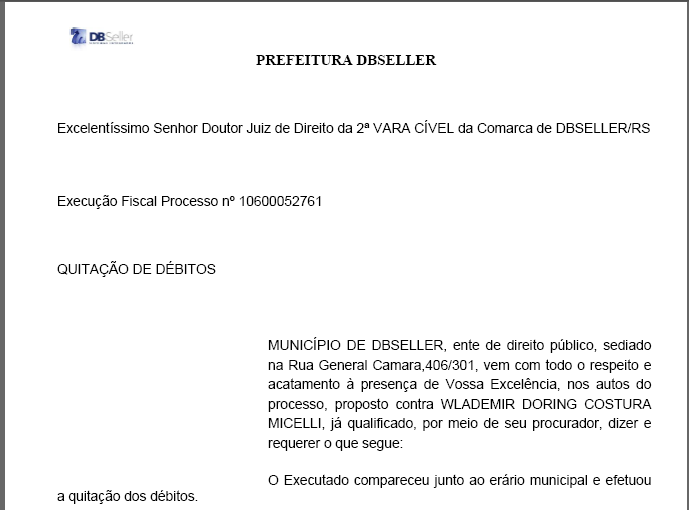 DBSeller
PREFEITURA DBSELLER
Excelentíssimo Senhor Doutor Juiz de Direito da 2ª VARA CÍVEL da Comarca de DBSELLER/RS
Execução Fiscal Processo nº 10600052761
QUITAÇÃO DE DÉBITOS
MUNICÍPIO DE DBSELLER, ente de direito público, sediado
na Rua General Camara,406/301, vem com todo o respeito e
acatamento à presença de Vossa Excelência, nos autos do
processo, proposto contra WLADEMIR DORING COSTURA
MICELLI, já qualificado, por meio de seu procurador, dizer e
requerer o que segue:
O Executado compareceu junto ao erário municipal e efetuou
a quitação dos débitos.